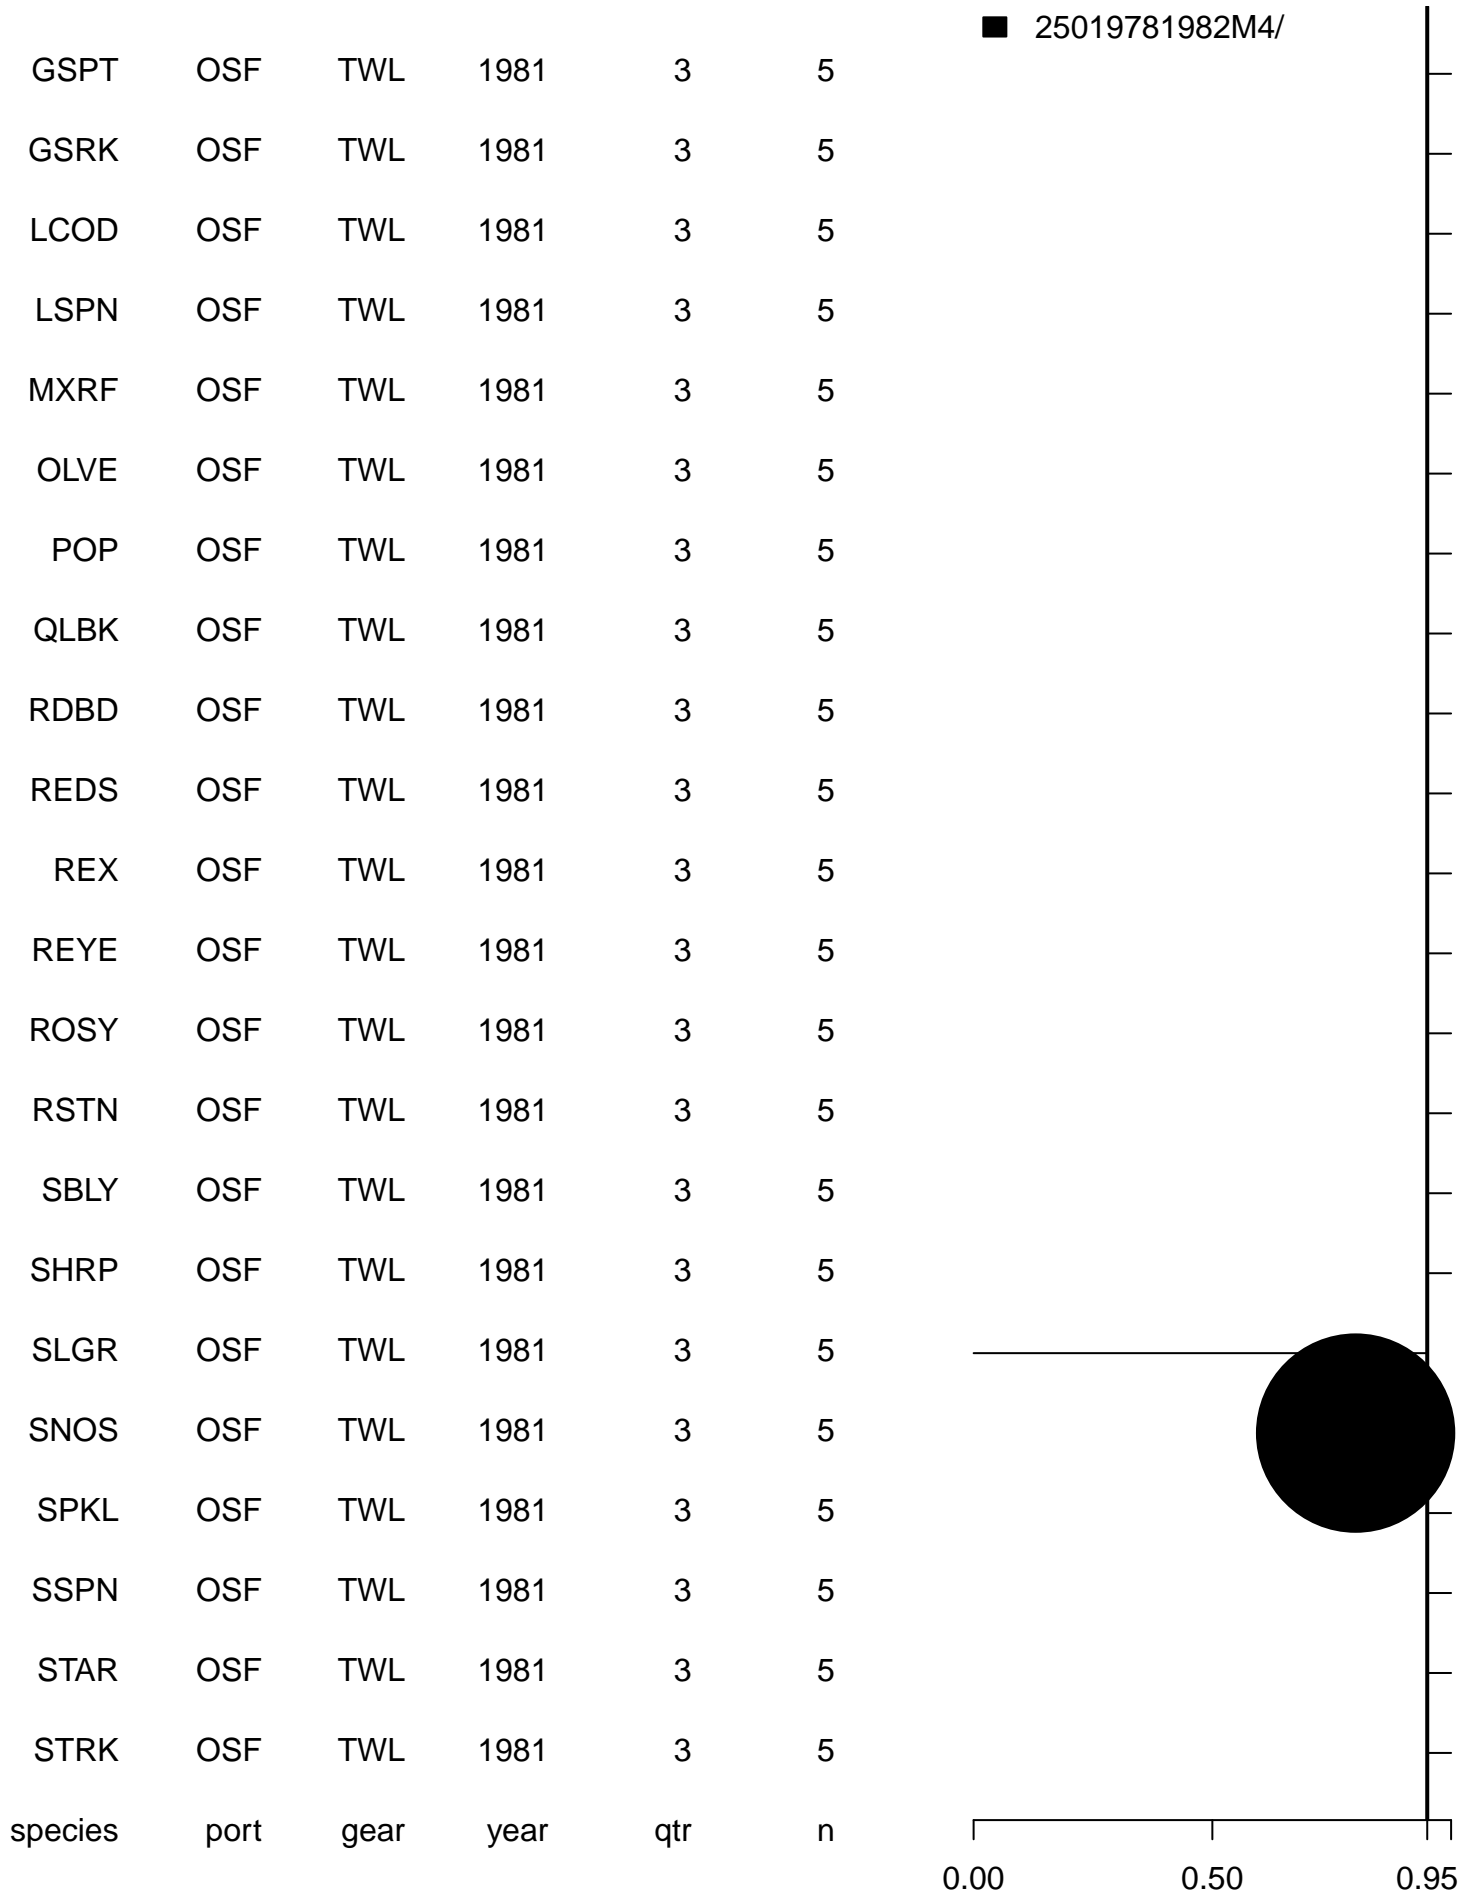 25019781982M4/
GSPT OSF TWL 1981 3 5
GSRK OSF TWL 1981 3 5
LCOD OSF TWL 1981 3 5
LSPN OSF TWL 1981 3 5
MXRF OSF TWL 1981 3 5
OLVE OSF TWL 1981 3 5
POP OSF TWL 1981 3 5
QLBK OSF TWL 1981 3 5
RDBD OSF TWL 1981 3 5
REDS OSF TWL 1981 3 5
REX OSF TWL 1981 3 5
REYE OSF TWL 1981 3 5
ROSY OSF TWL 1981 3 5
RSTN OSF TWL 1981 3 5
SBLY OSF TWL 1981 3 5
SHRP OSF TWL 1981 3 5
SLGR OSF TWL 1981 3 5
SNOS OSF TWL 1981 3 5
SPKL OSF TWL 1981 3 5
SSPN OSF TWL 1981 3 5
STAR OSF TWL 1981 3 5
STRK OSF TWL 1981 3 5
species port gear year qtr n
0.00 0.50 0.95